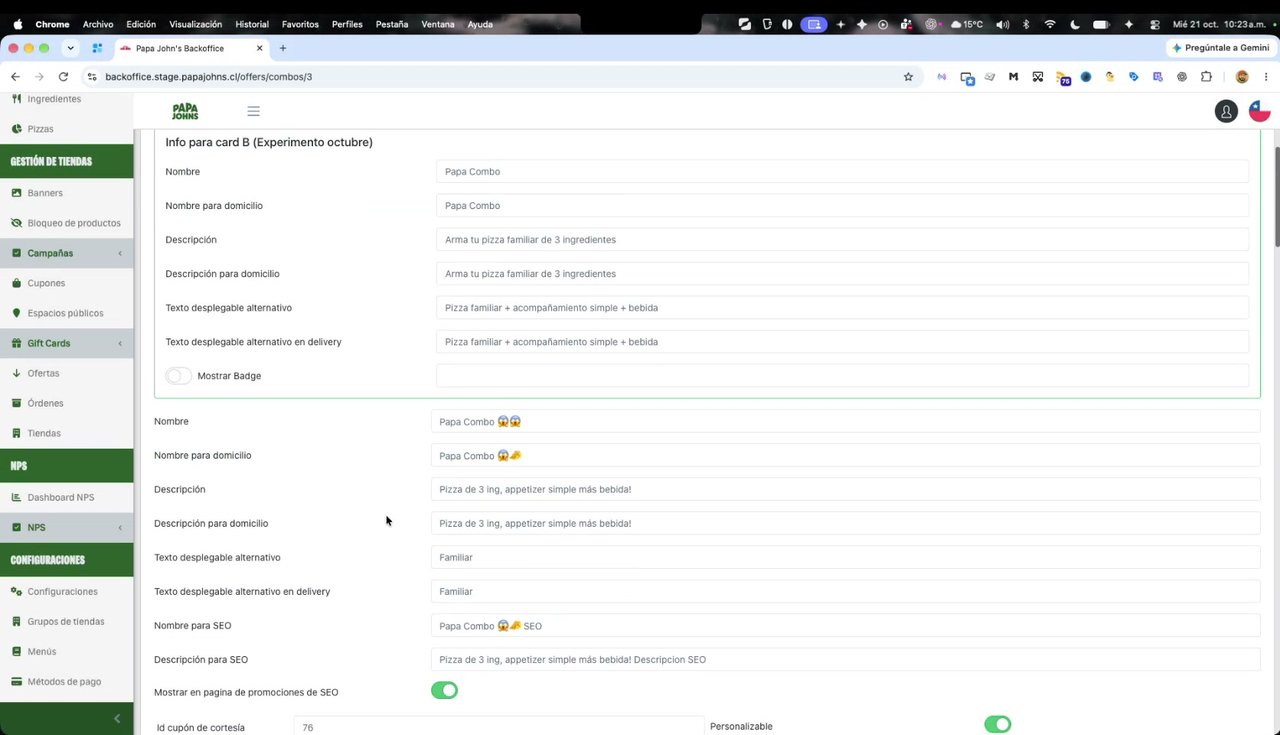 Chrome Archivo Edición Visualización Historial Favoritos Perfiles Pestaña Ventana Ayuda 15°C Mié 21 oct. 10:23 a.m.
Papa John's Backoffice
Pregúntale a Gemini
backoffice.stage.papajohns.cl/offers/combos/3
75
PAPA JOHNS
Ingredientes
Pizzas
GESTIÓN DE TIENDAS
Banners
Bloqueo de productos
Campañas
Cupones
Espacios públicos
Gift Cards
Ofertas
Órdenes
Tiendas
NPS
Dashboard NPS
NPS
CONFIGURACIONES
Configuraciones
Grupos de tiendas
Menús
Métodos de pago
Info para card B (Experimento octubre)
Nombre Papa Combo
Nombre para domicilio Papa Combo
Descripción Arma tu pizza familiar de 3 ingredientes
Descripción para domicilio Arma tu pizza familiar de 3 ingredientes
Texto desplegable alternativo Pizza familiar + acompañamiento simple + bebida
Texto desplegable alternativo en delivery Pizza familiar + acompañamiento simple + bebida
Mostrar Badge
Nombre Papa Combo 😱😱
Nombre para domicilio Papa Combo 😱🫔
Descripción Pizza de 3 ing, appetizer simple más bebida!
Descripción para domicilio Pizza de 3 ing, appetizer simple más bebida!
Texto desplegable alternativo Familiar
Texto desplegable alternativo en delivery Familiar
Nombre para SEO Papa Combo 😱🫔 SEO
Descripción para SEO Pizza de 3 ing, appetizer simple más bebida! Descripcion SEO
Mostrar en pagina de promociones de SEO
Id cupón de cortesía 76 Personalizable